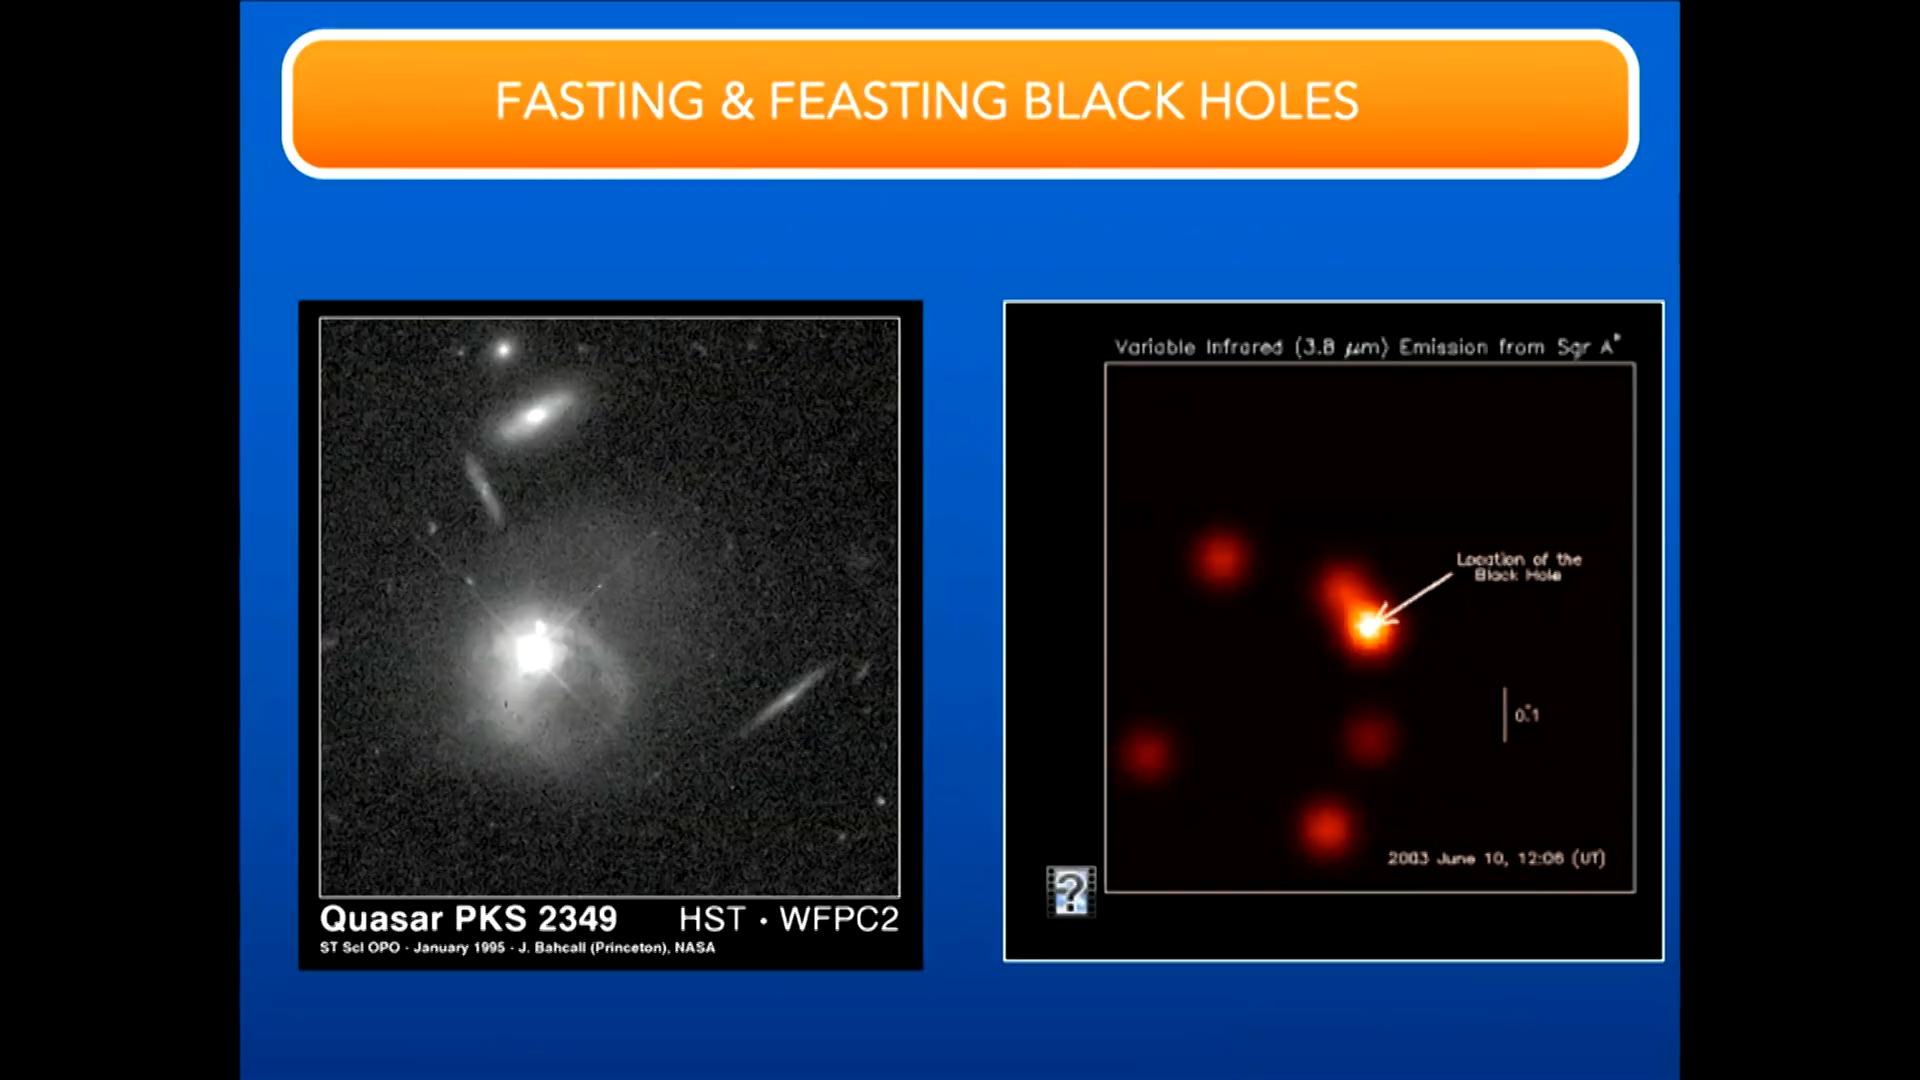 FASTING & FEASTING BLACK HOLES
Quasar PKS 2349 HST · WFPC2
ST ScI OPO · January 1995 · J. Bahcall (Princeton), NASA
Variable Infrared (3.8 μm) Emission from Sgr A*
Location of the
Black Hole
0.″1
2003 June 10, 12:06 (UT)
?